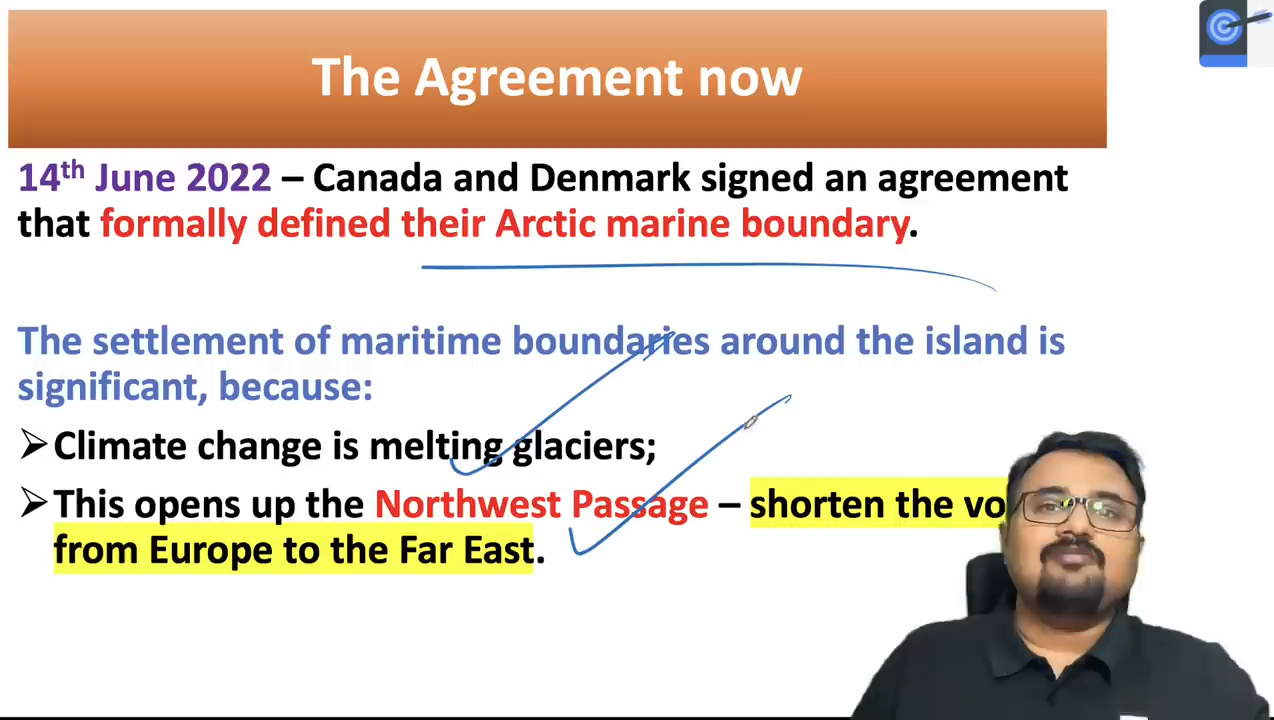 The Agreement now
14th June 2022 – Canada and Denmark signed an agreement
that formally defined their Arctic marine boundary.
The settlement of maritime boundaries around the island is
significant, because:
➢Climate change is melting glaciers;
➢This opens up the Northwest Passage – shorten the
from Europe to the Far East.